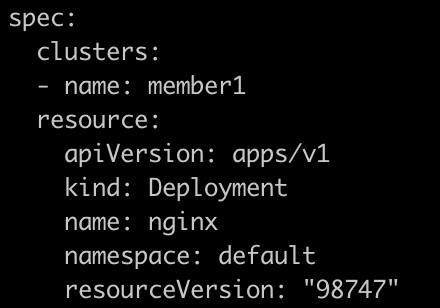 spec:
  clusters:
  - name: member1
  resource:
    apiVersion: apps/v1
    kind: Deployment
    name: nginx
    namespace: default
    resourceVersion: "98747"